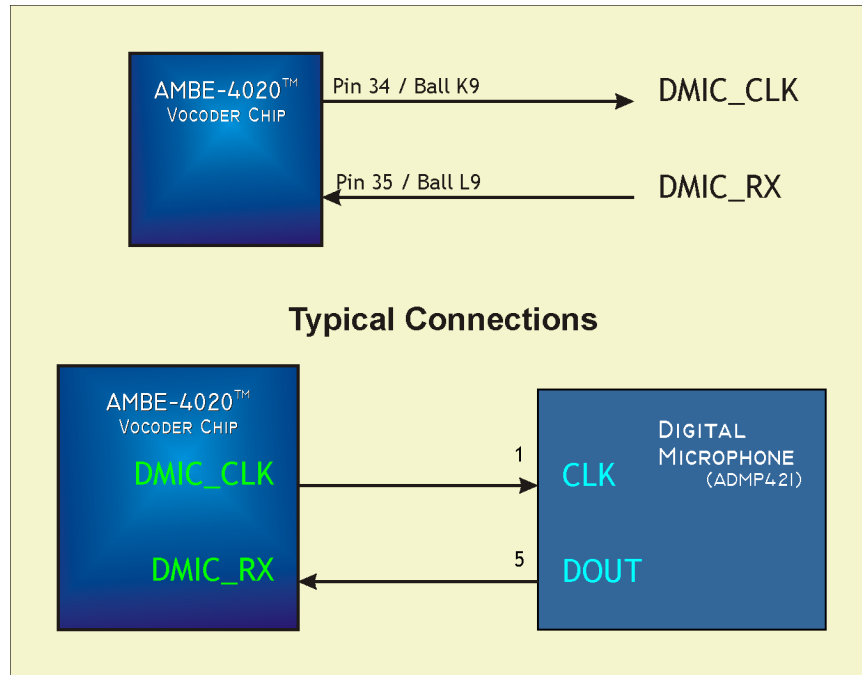 AMBE-4020™
VOCODER CHIP
Pin 34 / Ball K9
DMIC_CLK
Pin 35 / Ball L9
DMIC_RX
Typical Connections
AMBE-4020™
VOCODER CHIP
DMIC_CLK
1
CLK
DMIC_RX
5
DOUT
DIGITAL
MICROPHONE
(ADMP421)